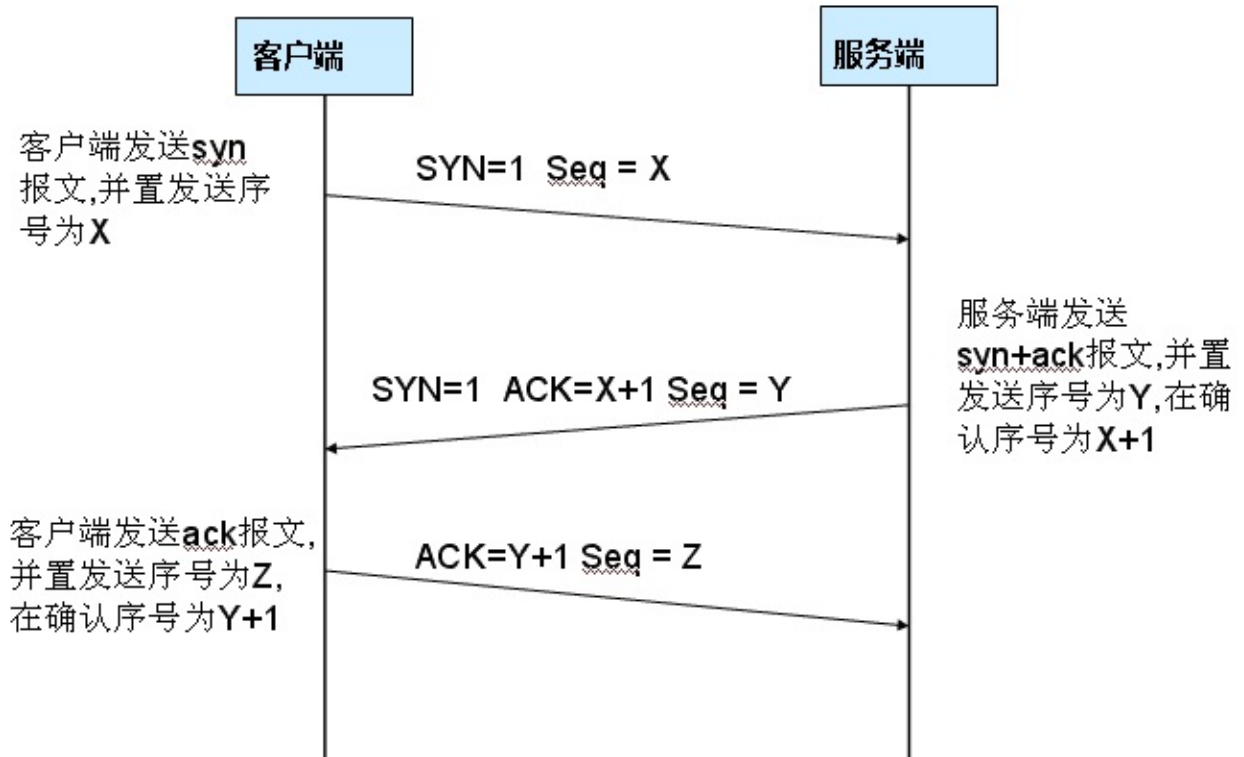 客户端
服务端
客户端发送syn
报文,并置发送序
号为X
SYN=1 Seq = X
服务端发送
syn+ack报文,并置
发送序号为Y,在确
认序号为X+1
SYN=1 ACK=X+1 Seq = Y
客户端发送ack报文,
并置发送序号为Z,
在确认序号为Y+1
ACK=Y+1 Seq = Z